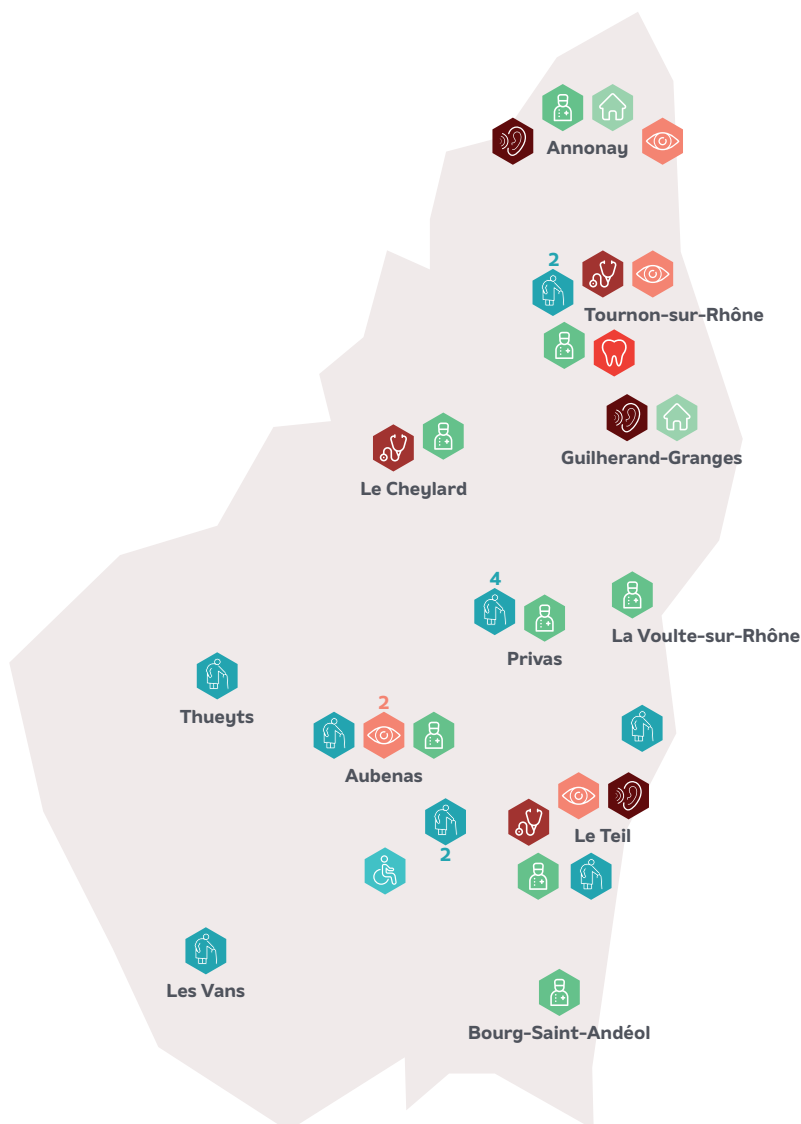 Annonay
2
Tournon-sur-Rhône
Guilherand-Granges
Le Cheylard
4
Privas
La Voulte-sur-Rhône
Thueyts
2
Aubenas
Le Teil
2
Les Vans
Bourg-Saint-Andéol